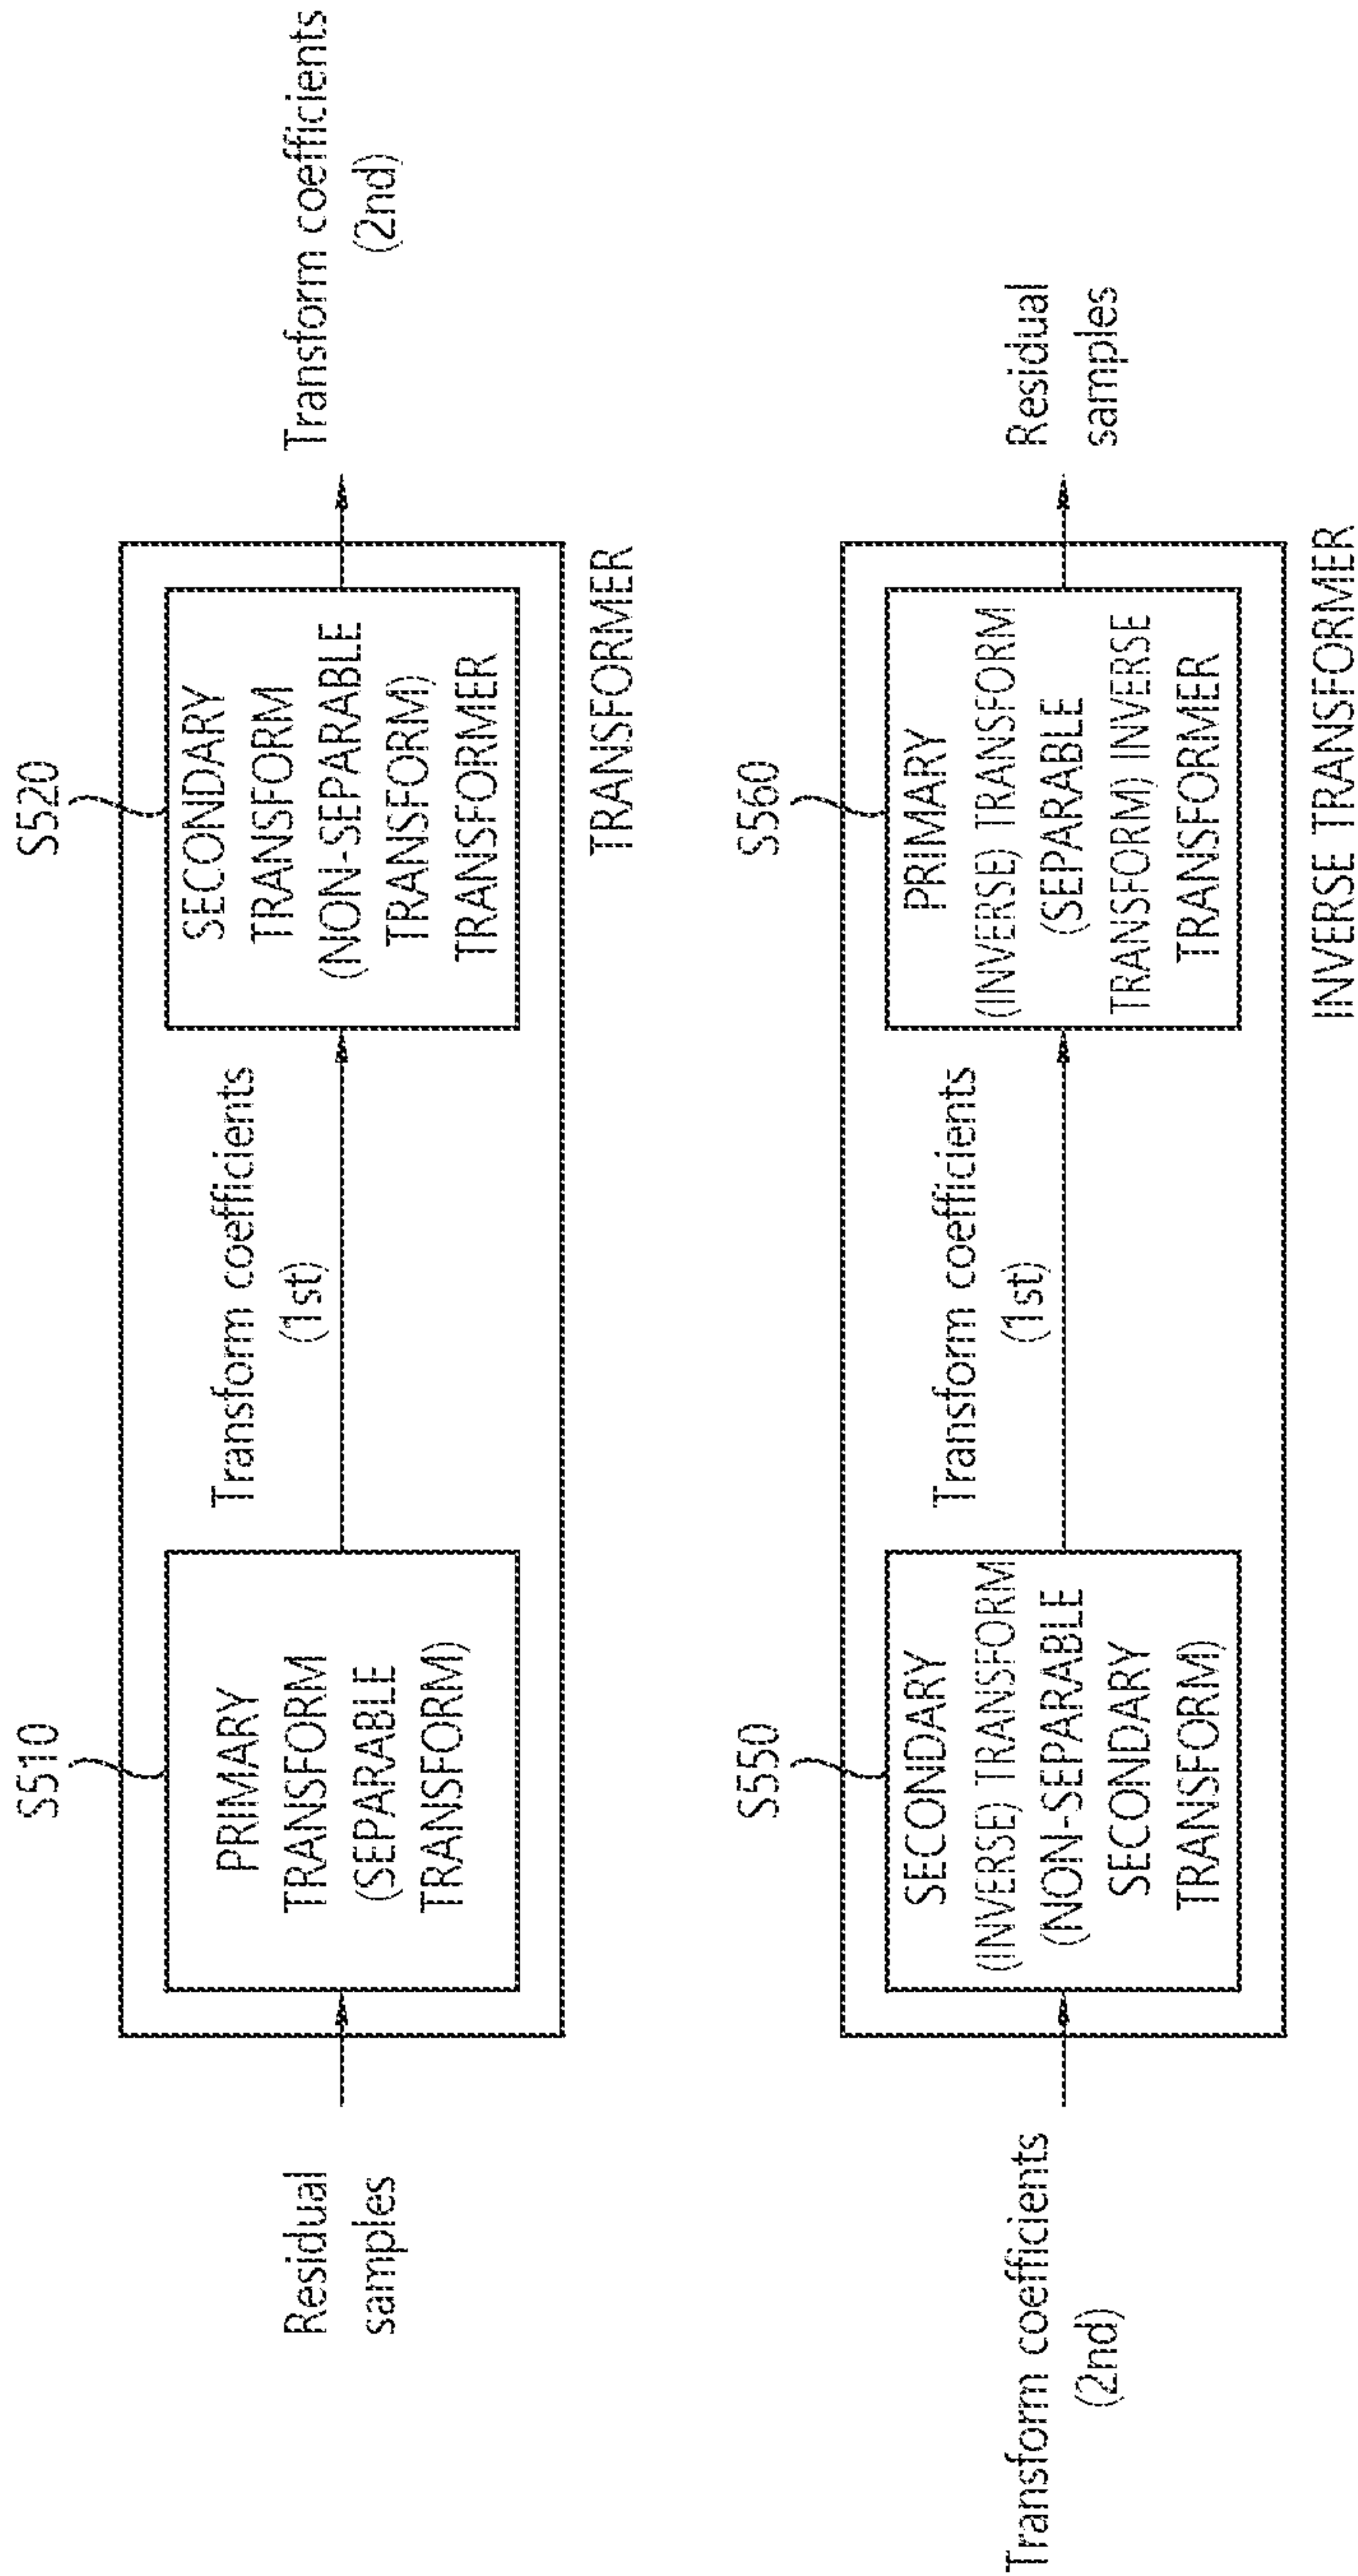 S510
S520
Residual
samples
PRIMARY
TRANSFORM
(SEPARABLE
TRANSFORM)
Transform coefficients
(1st)
SECONDARY
TRANSFORM
(NON-SEPARABLE
TRANSFORM)
TRANSFORMER
Transform coefficients
(2nd)
TRANSFORMER
S550
S560
Transform coefficients
(2nd)
SECONDARY
(INVERSE) TRANSFORM
(NON-SEPARABLE
SECONDARY
TRANSFORM)
Transform coefficients
(1st)
PRIMARY
(INVERSE) TRANSFORM
(SEPARABLE
TRANSFORM) INVERSE
TRANSFORMER
Residual
samples
INVERSE TRANSFORMER